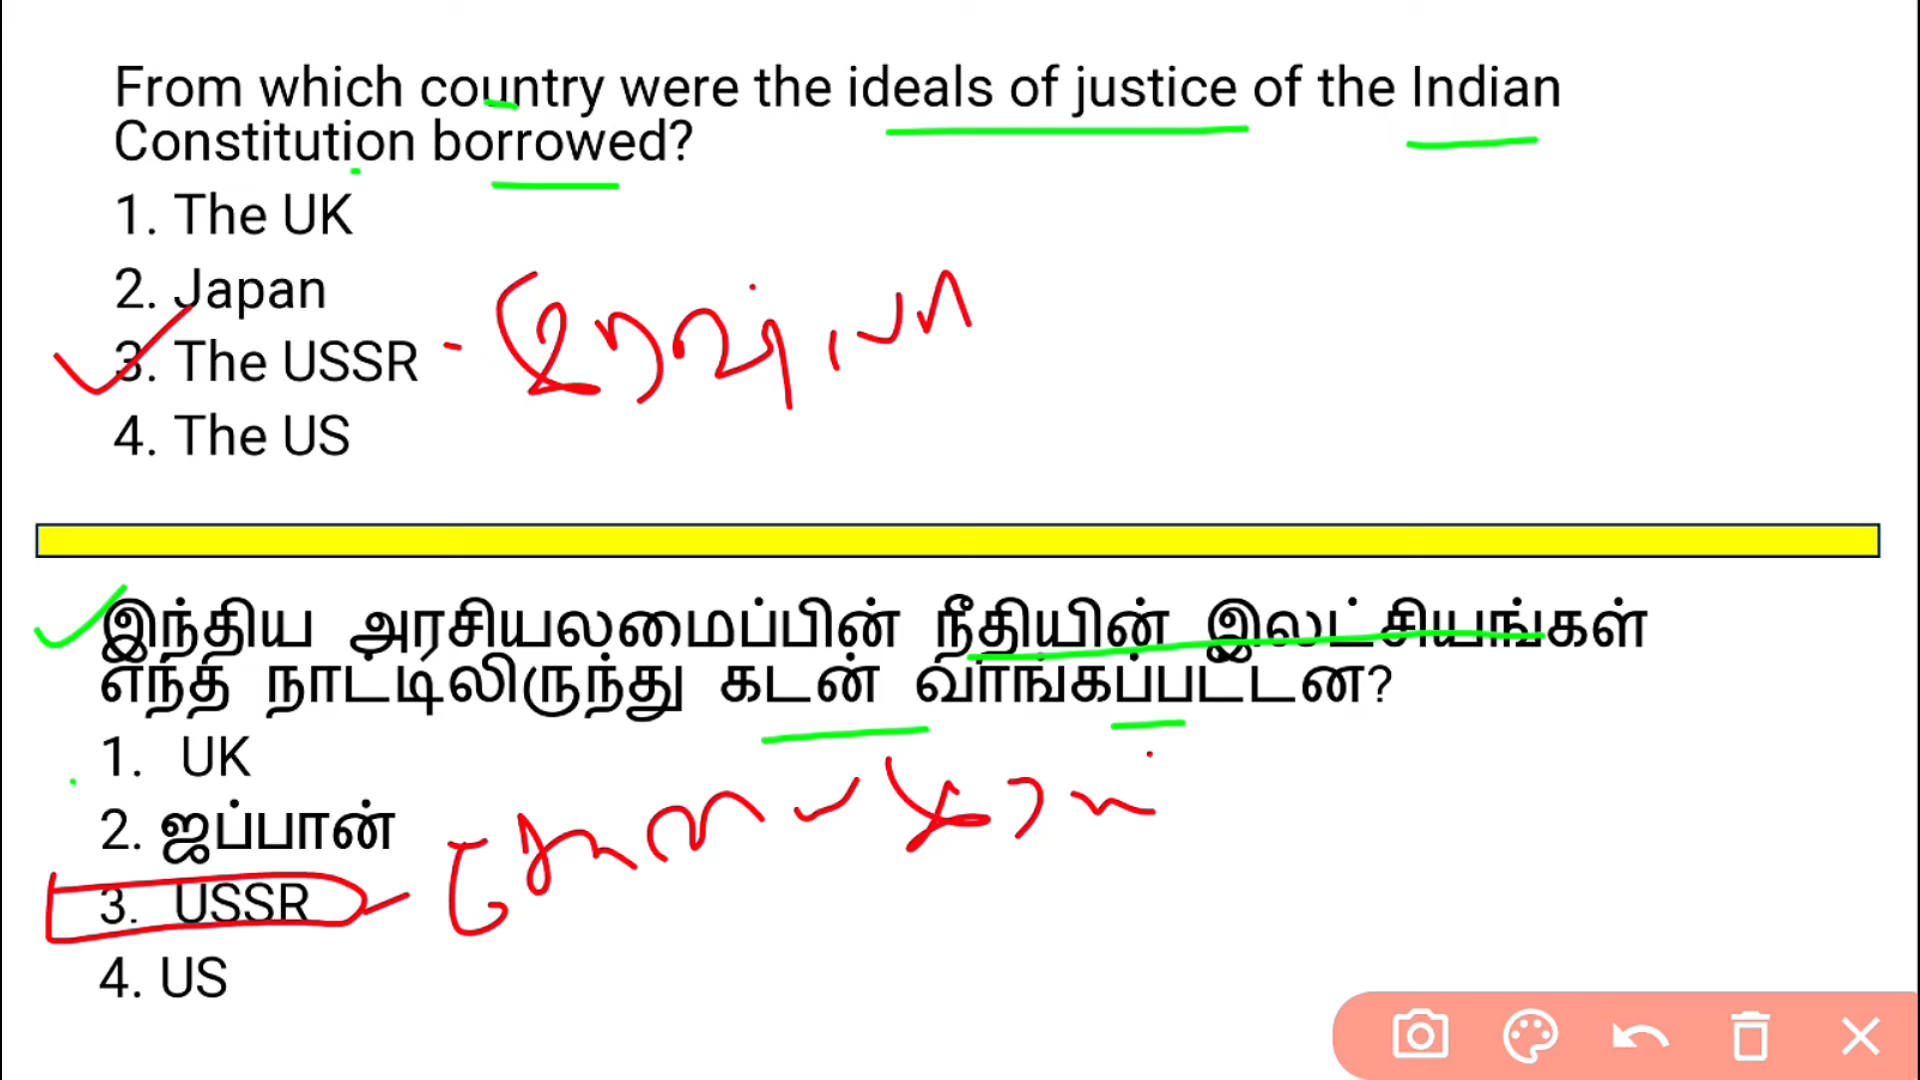 From which country were the ideals of justice of the Indian
Constitution borrowed?
1. The UK
2. Japan
3. The USSR -
4. The US
இந்திய அரசியலமைப்பின் நீதியின் இலட்சியங்கள்
எந்த நாட்டிலிருந்து கடன் வாங்கப்பட்டன?
1. UK
2. ஜப்பான்
3. USSR
4. US